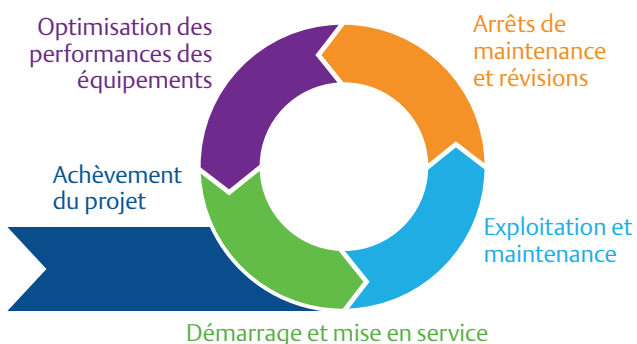 Optimisation des
performances des
équipements
Arrêts de
maintenance
et révisions
Achèvement
du projet
Exploitation et
maintenance
Démarrage et mise en service